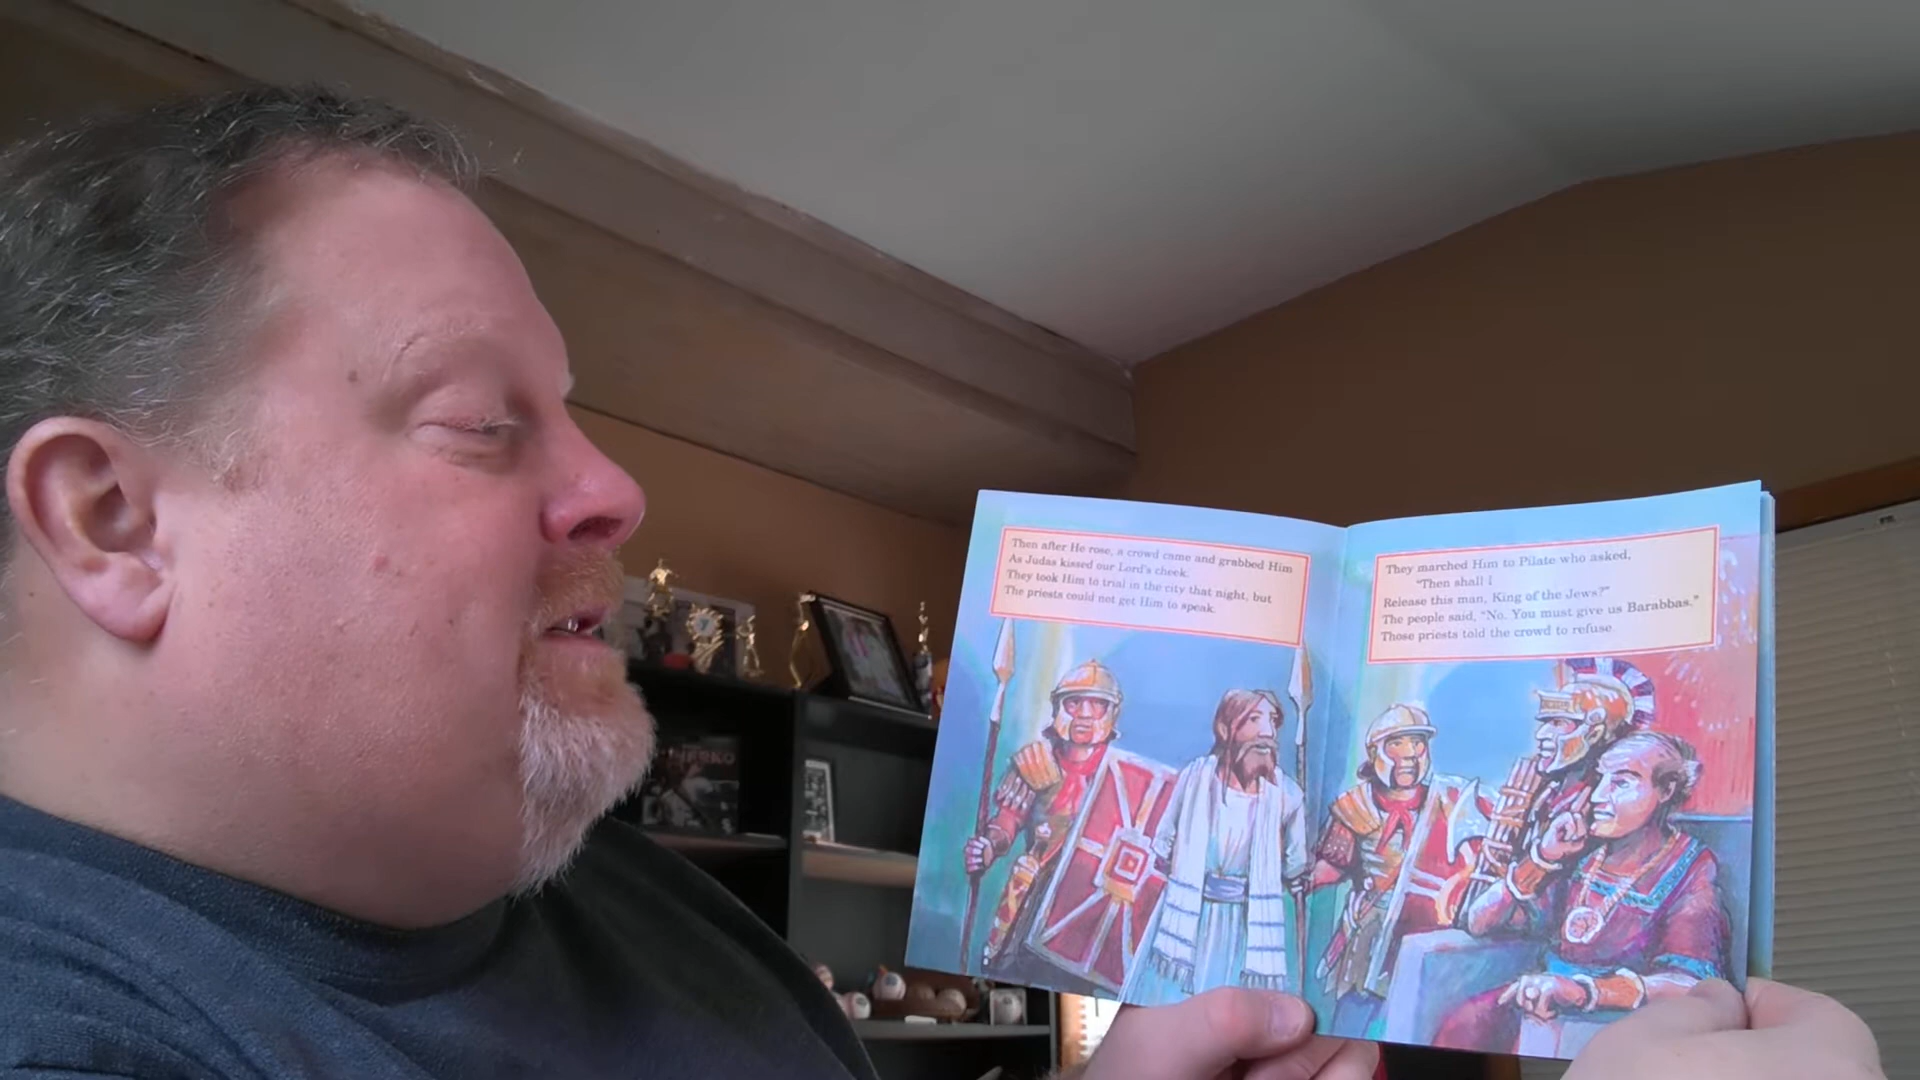 Then after He rose, a crowd came and grabbed Him
As Judas kissed our Lord's cheek.
They took Him to trial in the city that night, but
The priests could not get Him to speak.
They marched Him to Pilate who asked,
"Then shall I
Release this man, King of the Jews?"
The people said, "No. You must give us Barabbas."
Those priests told the crowd to refuse.